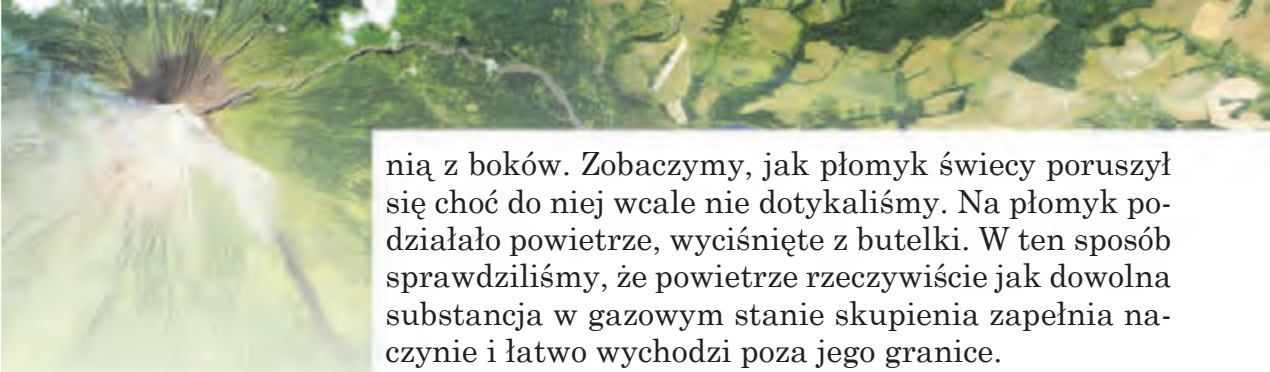 nią z boków. Zobaczymy, jak płomyk świecy poruszył
się choć do niej wcale nie dotykaliśmy. Na płomyk po-
działało powietrze, wyciśnięte z butelki. W ten sposób
sprawdziliśmy, że powietrze rzeczywiście jak dowolna
substancja w gazowym stanie skupienia zapełnia na-
czynie i łatwo wychodzi poza jego granice.